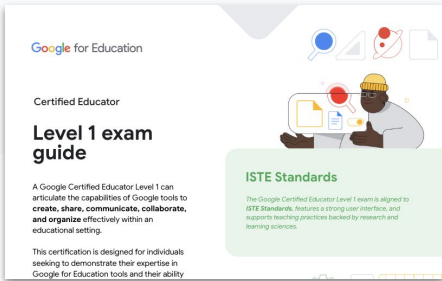 Google for Education
Certified Educator
Level 1 exam
guide
A Google Certified Educator Level 1 can
articulate the capabilities of Google tools to
create, share, communicate, collaborate,
and organize effectively within an
educational setting.
This certification is designed for individuals
seeking to demonstrate their expertise in
Google for Education tools and their ability
ISTE Standards
The Google Certified Educator Level 1 exam is aligned to
ISTE Standards, features a strong user interface, and
supports teaching practices backed by research and
learning sciences.